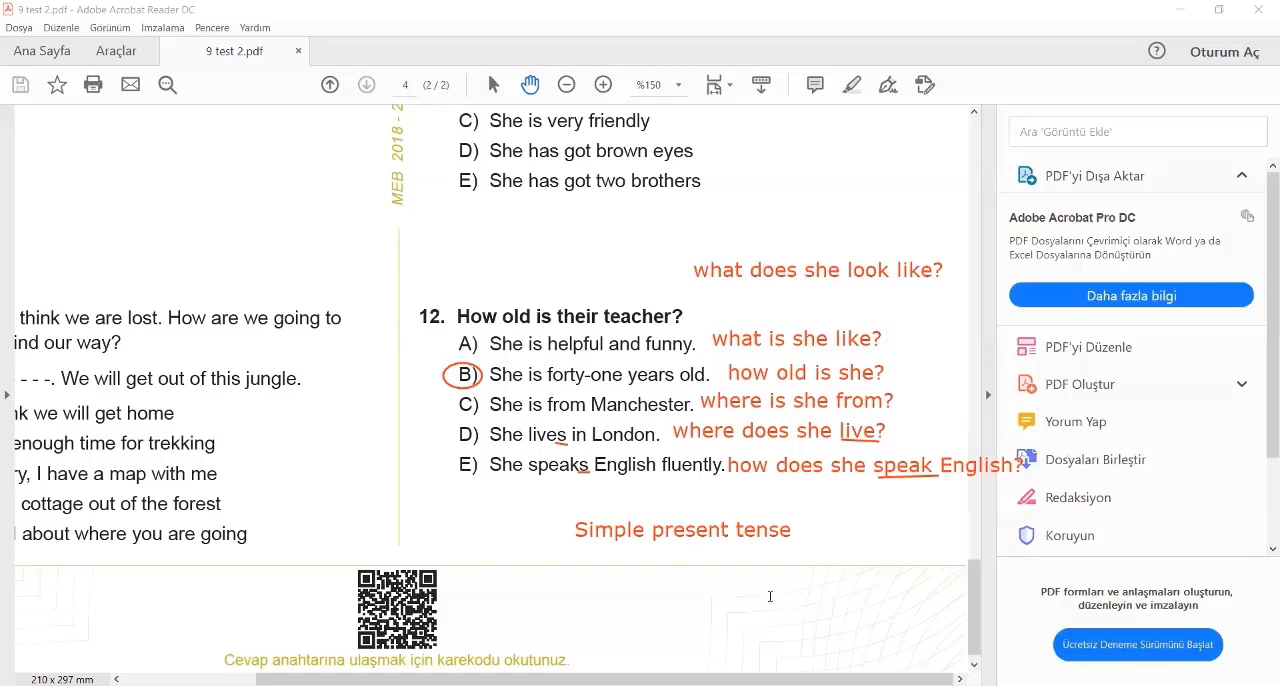 9 test 2.pdf - Adobe Acrobat Reader DC
Dosya Düzenle Görünüm İmzalama Pencere Yardım
Ana Sayfa Araçlar 9 test 2.pdf × ? Oturum Aç
4 (2 / 2) %150
C) She is very friendly
D) She has got brown eyes
E) She has got two brothers
MEB 2018 - 2
what does she look like?
think we are lost. How are we going to
ind our way?
- - - -. We will get out of this jungle.
k we will get home
enough time for trekking
ry, I have a map with me
cottage out of the forest
about where you are going
12. How old is their teacher?
A) She is helpful and funny. what is she like?
B) She is forty-one years old. how old is she?
C) She is from Manchester. where is she from?
D) She lives in London. where does she live?
E) She speaks English fluently. how does she speak English?
Simple present tense
Cevap anahtarına ulaşmak için karekodu okutunuz.
210 x 297 mm
Ara 'Görüntü Ekle'
PDF'yi Dışa Aktar
Adobe Acrobat Pro DC
PDF Dosyalarını Çevrimiçi olarak Word ya da
Excel Dosyalarına Dönüştürün
Daha fazla bilgi
PDF'yi Düzenle
PDF Oluştur
Yorum Yap
Dosyaları Birleştir
Redaksiyon
Koruyun
PDF formları ve anlaşmaları oluşturun,
düzenleyin ve imzalayın
Ücretsiz Deneme Sürümünü Başlat